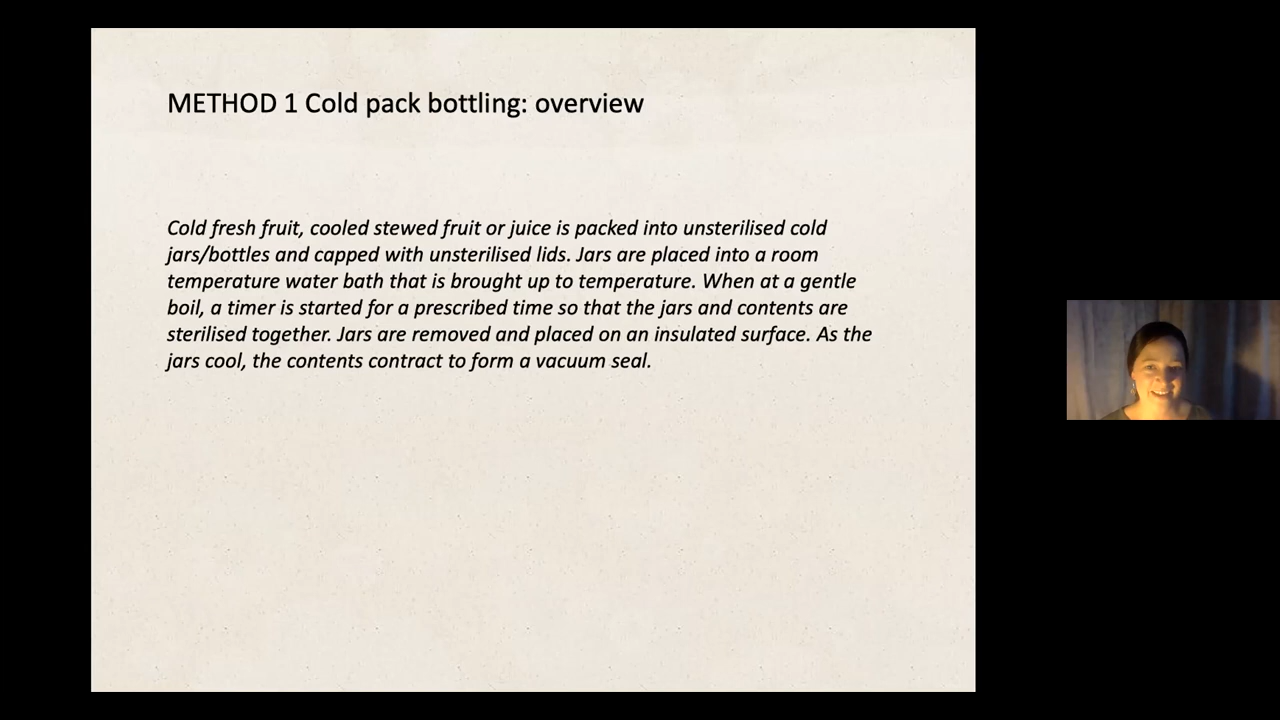 METHOD 1 Cold pack bottling: overview
Cold fresh fruit, cooled stewed fruit or juice is packed into unsterilised cold
jars/bottles and capped with unsterilised lids. Jars are placed into a room
temperature water bath that is brought up to temperature. When at a gentle
boil, a timer is started for a prescribed time so that the jars and contents are
sterilised together. Jars are removed and placed on an insulated surface. As the
jars cool, the contents contract to form a vacuum seal.